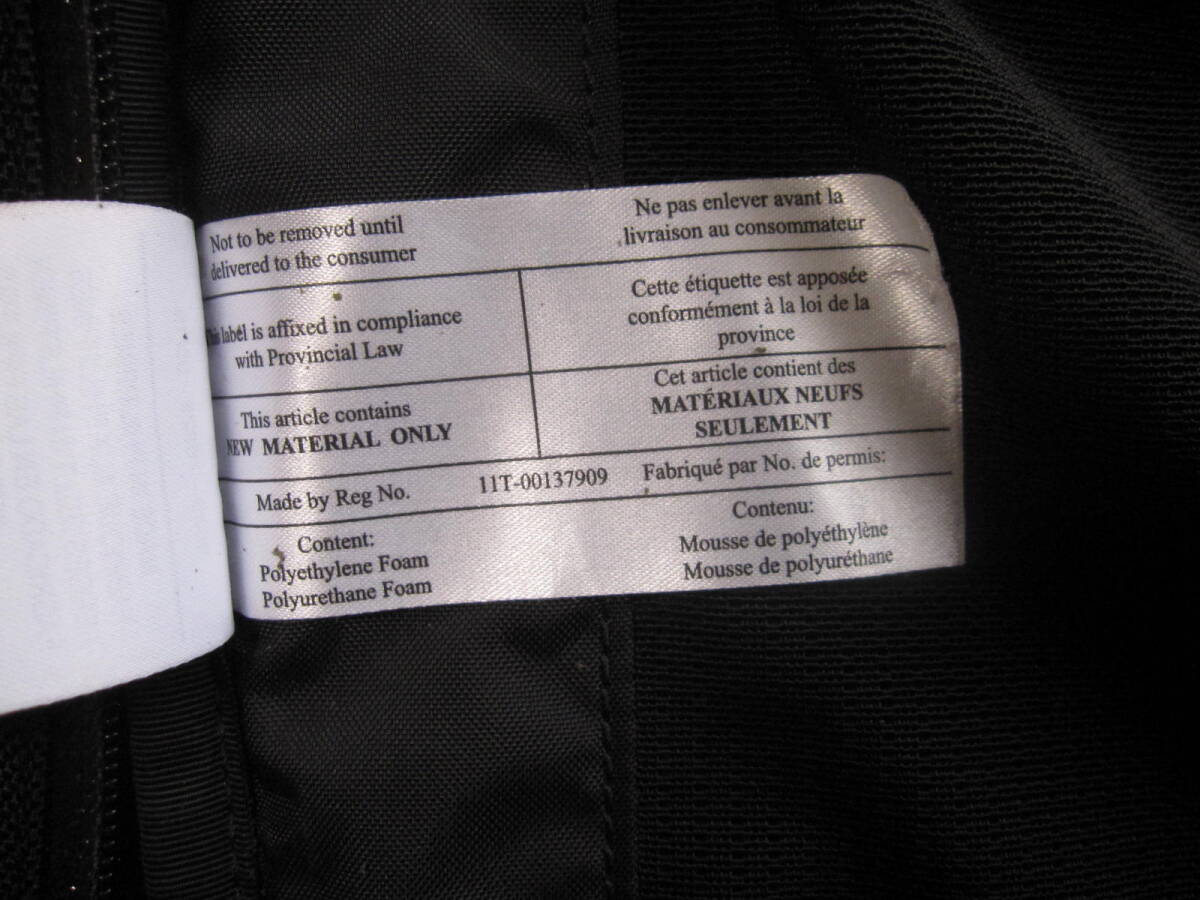 Not to be removed until
delivered to the consumer
Ne pas enlever avant la
livraison au consommateur
This label is affixed in compliance
with Provincial Law
Cette étiquette est apposée
conformément à la loi de la
province
This article contains
NEW MATERIAL ONLY
Cet article contient des
MATÉRIAUX NEUFS
SEULEMENT
Made by Reg No. 11T-00137909 Fabriqué par No. de permis:
Content:
Polyethylene Foam
Polyurethane Foam
Contenu:
Mousse de polyéthylène
Mousse de polyuréthane